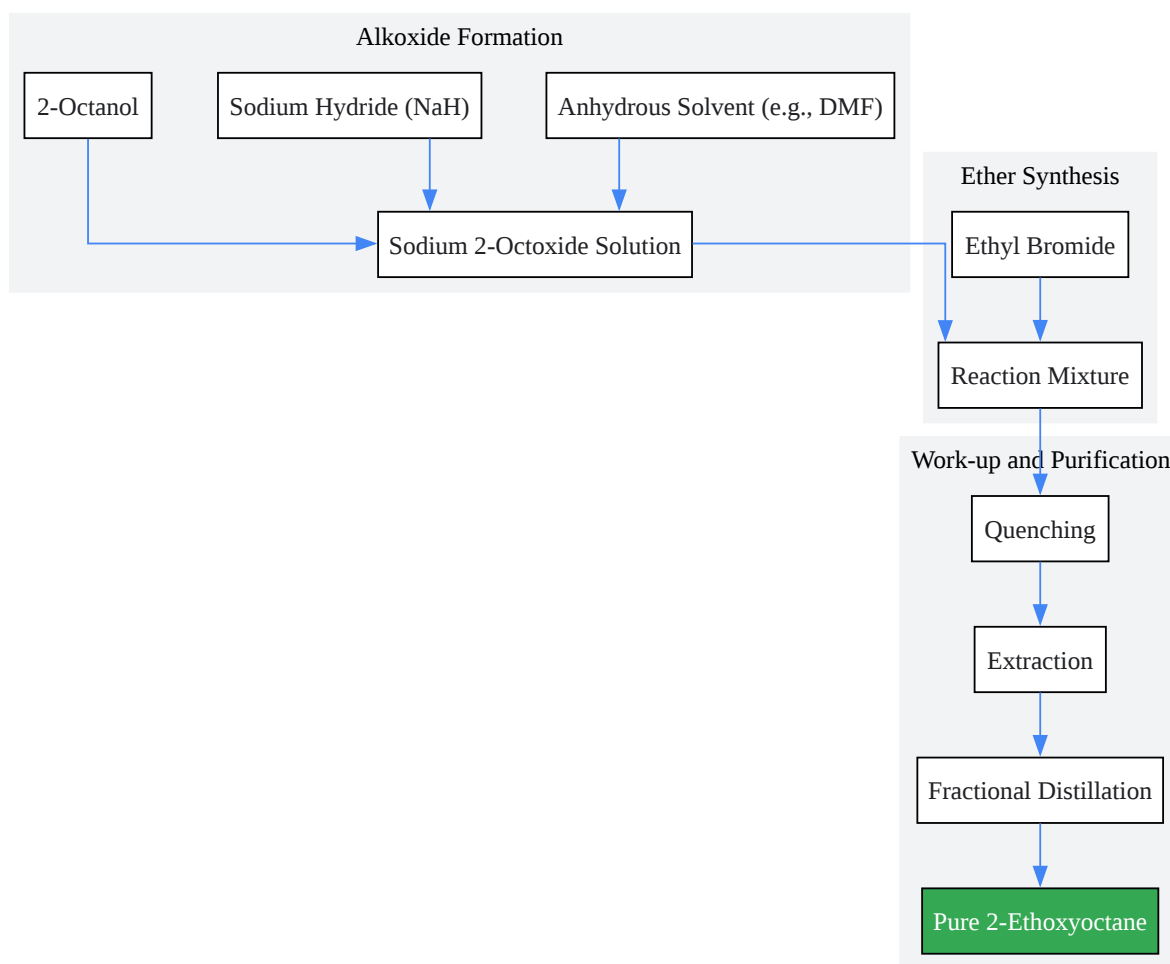 Alkoxide Formation
2-Octanol
Sodium Hydride (NaH)
Anhydrous Solvent (e.g., DMF)
Sodium 2-Octoxide Solution
Ether Synthesis
Ethyl Bromide
Reaction Mixture
Work-up and Purification
Quenching
Extraction
Fractional Distillation
Pure 2-Ethoxyoctane